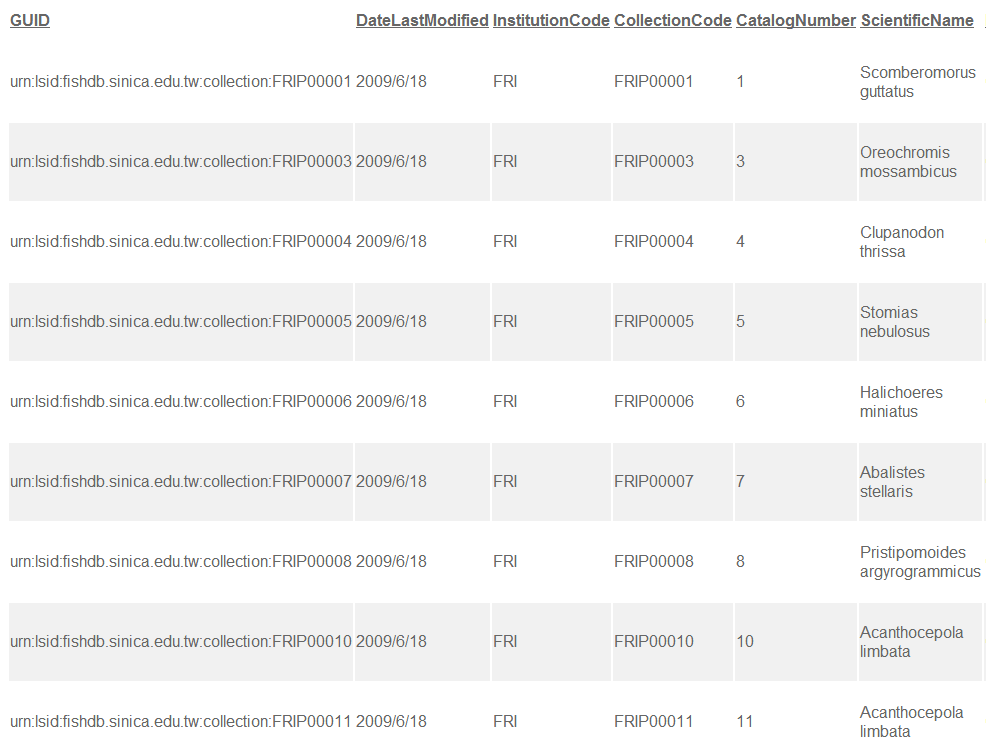 GUID DateLastModified InstitutionCode CollectionCode CatalogNumber ScientificName
urn:lsid:fishdb.sinica.edu.tw:collection:FRIP00001 2009/6/18 FRI FRIP00001 1 Scomberomorus
guttatus
urn:lsid:fishdb.sinica.edu.tw:collection:FRIP00003 2009/6/18 FRI FRIP00003 3 Oreochromis
mossambicus
urn:lsid:fishdb.sinica.edu.tw:collection:FRIP00004 2009/6/18 FRI FRIP00004 4 Clupanodon
thrissa
urn:lsid:fishdb.sinica.edu.tw:collection:FRIP00005 2009/6/18 FRI FRIP00005 5 Stomias
nebulosus
urn:lsid:fishdb.sinica.edu.tw:collection:FRIP00006 2009/6/18 FRI FRIP00006 6 Halichoeres
miniatus
urn:lsid:fishdb.sinica.edu.tw:collection:FRIP00007 2009/6/18 FRI FRIP00007 7 Abalistes
stellaris
urn:lsid:fishdb.sinica.edu.tw:collection:FRIP00008 2009/6/18 FRI FRIP00008 8 Pristipomoides
argyrogrammicus
urn:lsid:fishdb.sinica.edu.tw:collection:FRIP00010 2009/6/18 FRI FRIP00010 10 Acanthocepola
limbata
urn:lsid:fishdb.sinica.edu.tw:collection:FRIP00011 2009/6/18 FRI FRIP00011 11 Acanthocepola
limbata